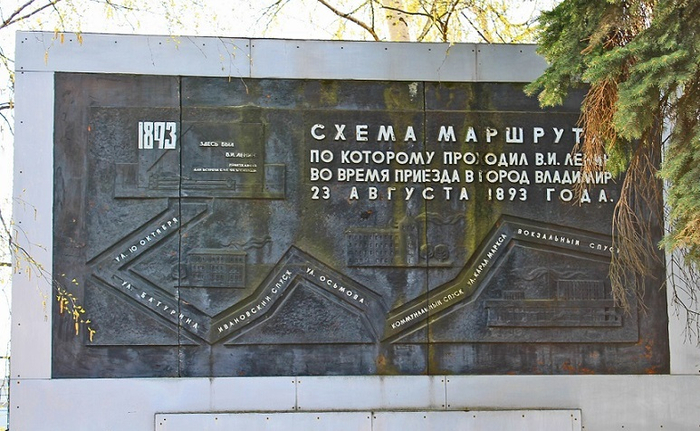 1893
ЗДЕСЬ БЫЛ
В.И. ЛЕНИН
СХЕМА МАРШРУТ
ПО КОТОРОМУ ПРОХОДИЛ В.И. ЛЕНИН
ВО ВРЕМЯ ПРИЕЗДА В ГОРОД ВЛАДИМИР
23 АВГУСТА 1893 ГОДА.
УЛ. Ю ОКТЯБРЯ
УЛ. БАТУРИНА
ИВАНОВСКИЙ СПУСК
УЛ. ОСЬМОВА
КОММУНАЛЬНЫЙ СПУСК
УЛ. КАРЛА МАРКСА
ВОКЗАЛЬНЫЙ СПУСК